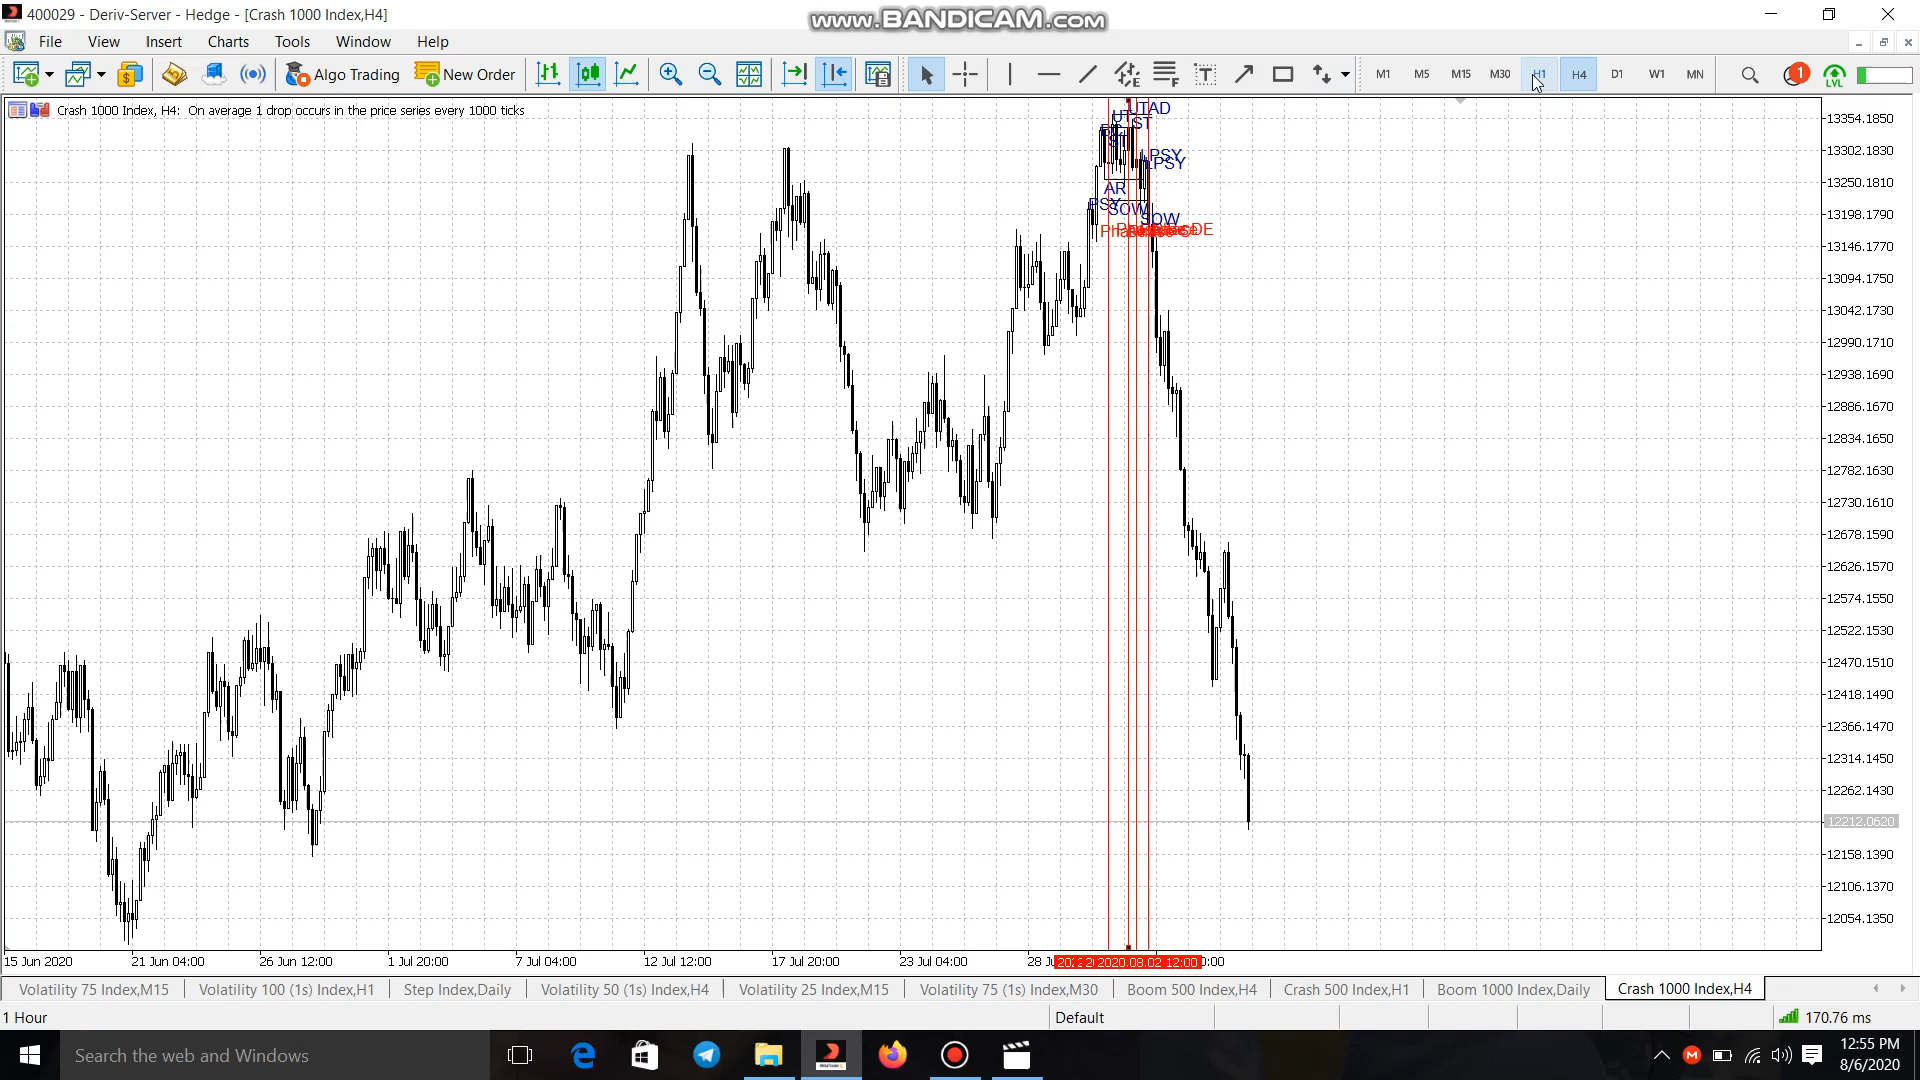 400029 - Deriv-Server - Hedge - [Crash 1000 Index,H4]
www.BANDICAM.com
File View Insert Charts Tools Window Help
Algo Trading New Order M1 M5 M15 M30 H1 H4 D1 W1 MN 1 LVL
Crash 1000 Index, H4: On average 1 drop occurs in the price series every 1000 ticks
UTAD
UT
ST
ST
LPSY
LPSY
AR
PSY
SOW
SOW
13354.1850
13302.1830
13250.1810
13198.1790
13146.1770
13094.1750
13042.1730
12990.1710
12938.1690
12886.1670
12834.1650
12782.1630
12730.1610
12678.1590
12626.1570
12574.1550
12522.1530
12470.1510
12418.1490
12366.1470
12314.1450
12262.1430
12212.0620
12158.1390
12106.1370
12054.1350
15 Jun 2020 21 Jun 04:00 26 Jun 12:00 1 Jul 20:00 7 Jul 04:00 12 Jul 12:00 17 Jul 20:00 23 Jul 04:00 28 2020.08.02 12:00
Volatility 75 Index,M15 Volatility 100 (1s) Index,H1 Step Index,Daily Volatility 50 (1s) Index,H4 Volatility 25 Index,M15 Volatility 75 (1s) Index,M30 Boom 500 Index,H4 Crash 500 Index,H1 Boom 1000 Index,Daily Crash 1000 Index,H4
1 Hour Default 170.76 ms
Search the web and Windows
12:55 PM
8/6/2020